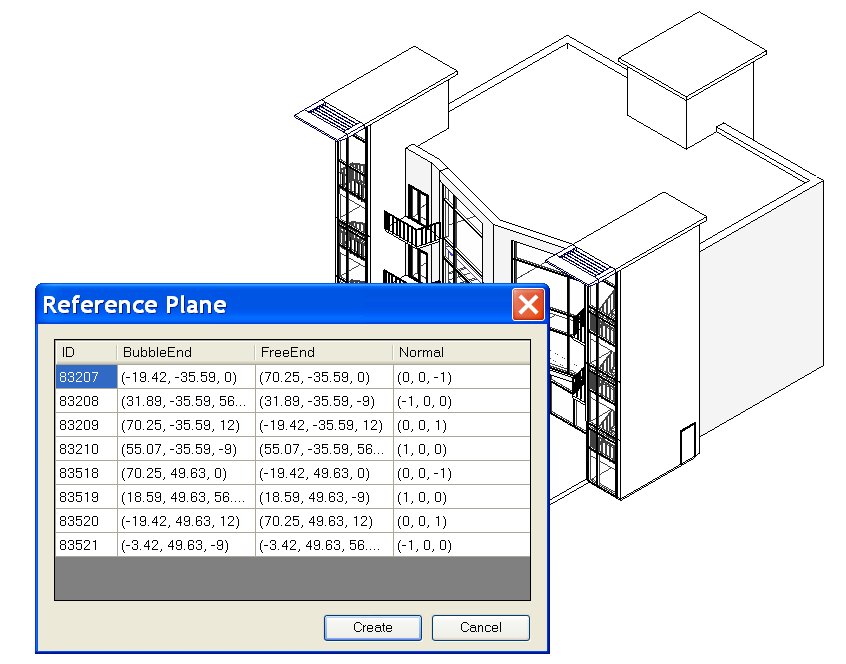 Reference Plane
ID BubbleEnd FreeEnd Normal
83207 (-19.42, -35.59, 0) (70.25, -35.59, 0) (0, 0, -1)
83208 (31.89, -35.59, 56... (31.89, -35.59, -9) (-1, 0, 0)
83209 (70.25, -35.59, 12) (-19.42, -35.59, 12) (0, 0, 1)
83210 (55.07, -35.59, -9) (55.07, -35.59, 56... (1, 0, 0)
83518 (70.25, 49.63, 0) (-19.42, 49.63, 0) (0, 0, -1)
83519 (18.59, 49.63, 56.... (18.59, 49.63, -9) (1, 0, 0)
83520 (-19.42, 49.63, 12) (70.25, 49.63, 12) (0, 0, 1)
83521 (-3.42, 49.63, -9) (-3.42, 49.63, 56.... (-1, 0, 0)
Create Cancel